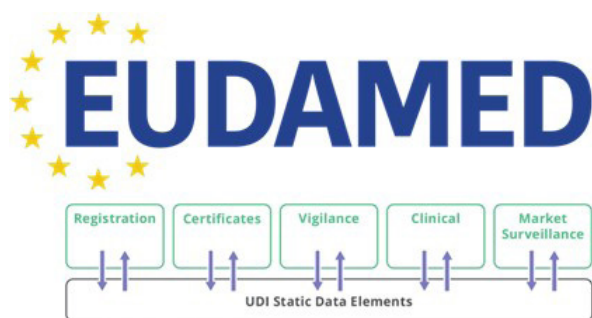 EUDAMED
Registration
Certificates
Vigilance
Clinical
Market
Surveillance
UDI Static Data Elements